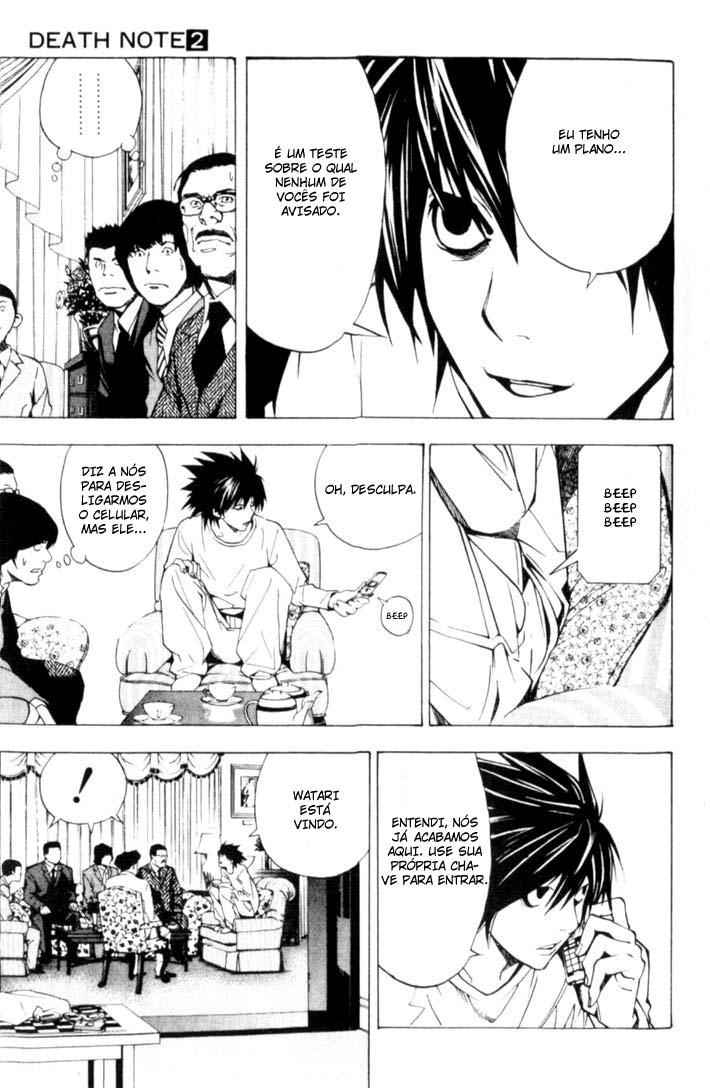 DEATH NOTE 2
EU TENHO
UM PLANO...
É UM TESTE
SOBRE O QUAL
NENHUM DE
VOCÊS FOI
AVISADO.
...........
BEEP
BEEP
BEEP
OH, DESCULPA.
BEEP
DIZ A NÓS
PARA DES-
LIGARMOS
O CELULAR,
MAS ELE...
ENTENDI, NÓS
JÁ ACABAMOS
AQUI. USE SUA
PRÓPRIA CHA-
VE PARA ENTRAR.
WATARI
ESTÁ
VINDO.
!